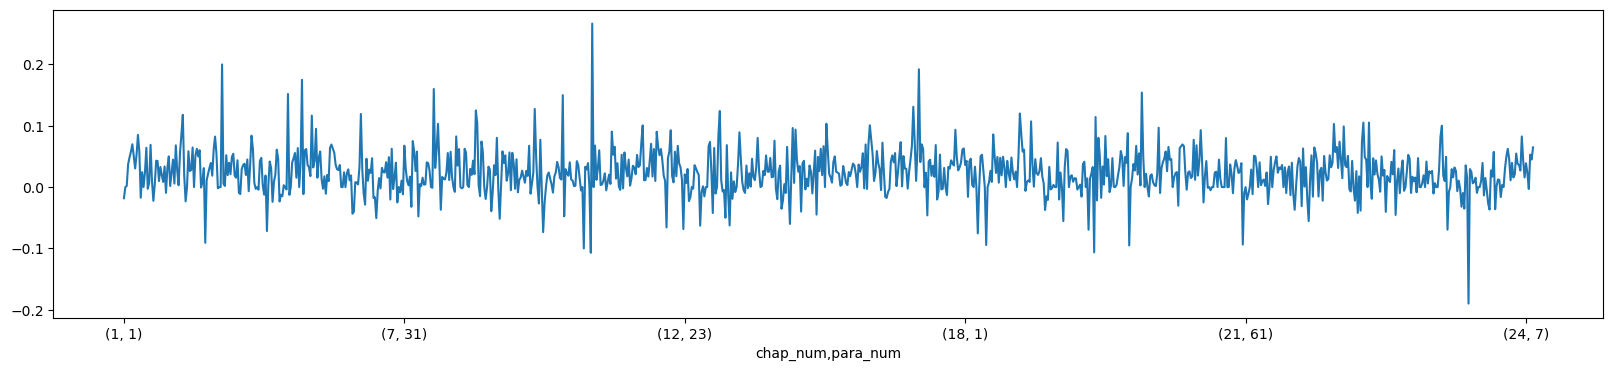 0.2
0.1
0.0
−0.1
−0.2
(1, 1) (7, 31) (12, 23) (18, 1) (21, 61) (24, 7)
chap_num,para_num